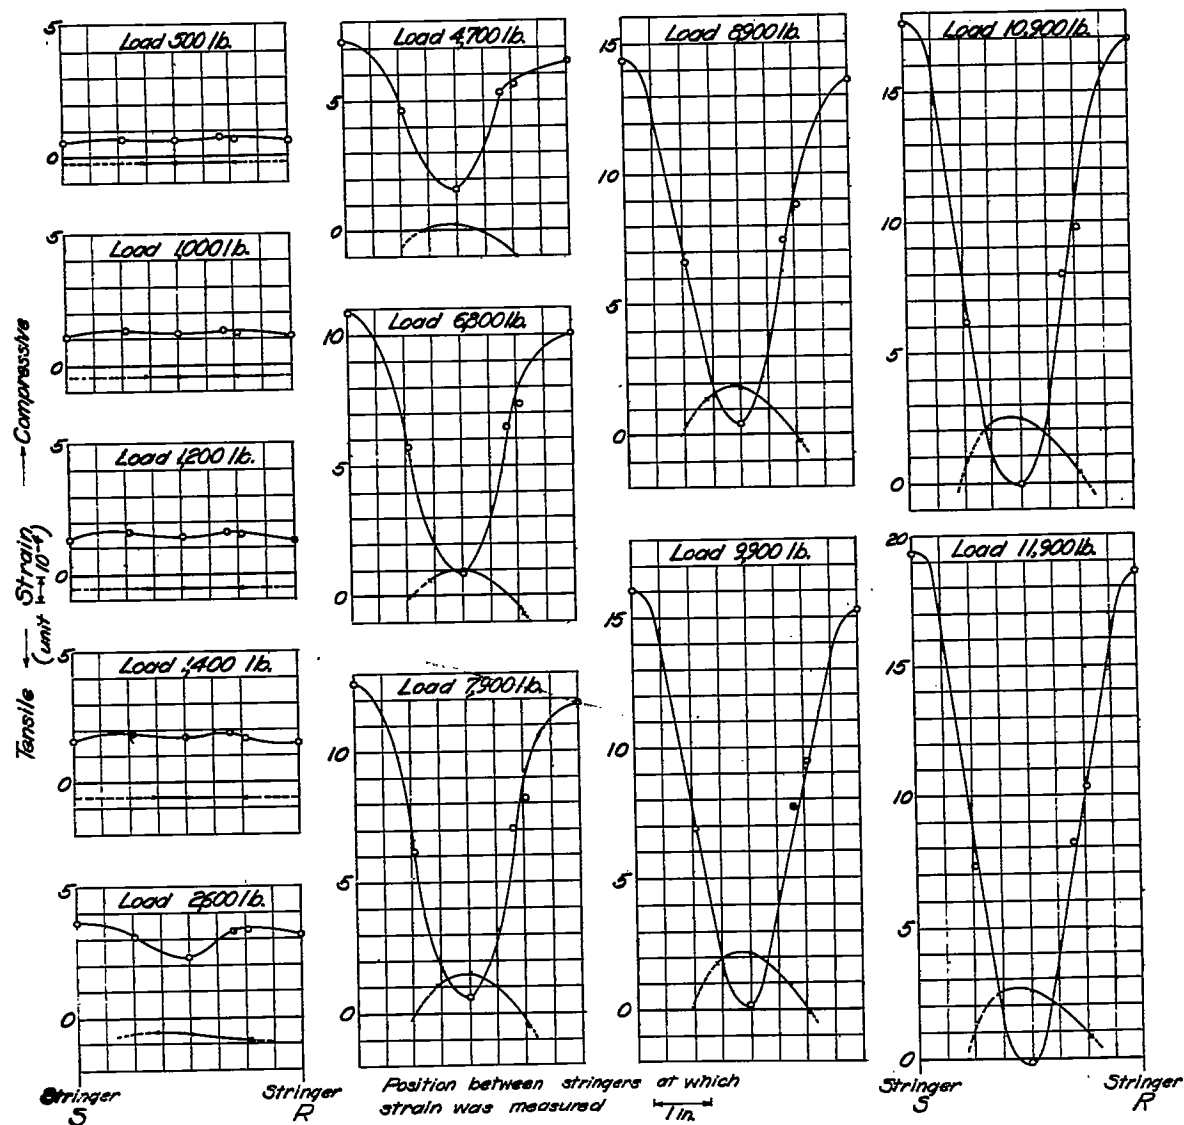 5
Load 500 lb.
0
5
Load 1,000 lb.
0
5
Load 1,200 lb.
0
5
Load 1,400 lb.
0
5
Load 2,600 lb.
0
Stringer
S
Stringer
R
Load 4,700 lb.
5
0
Load 6,800 lb.
10
5
0
Load 7,900 lb.
10
5
0
Load 8,900 lb.
15
10
5
0
Load 9,900 lb.
15
10
5
0
Load 10,900 lb.
15
10
5
0
Load 11,900 lb.
20
15
10
5
0
Stringer
S
Stringer
R
Tensile ← Strain → Compressive
(unit × 10⁻⁴)
Position between stringers at which
strain was measured
1 in.